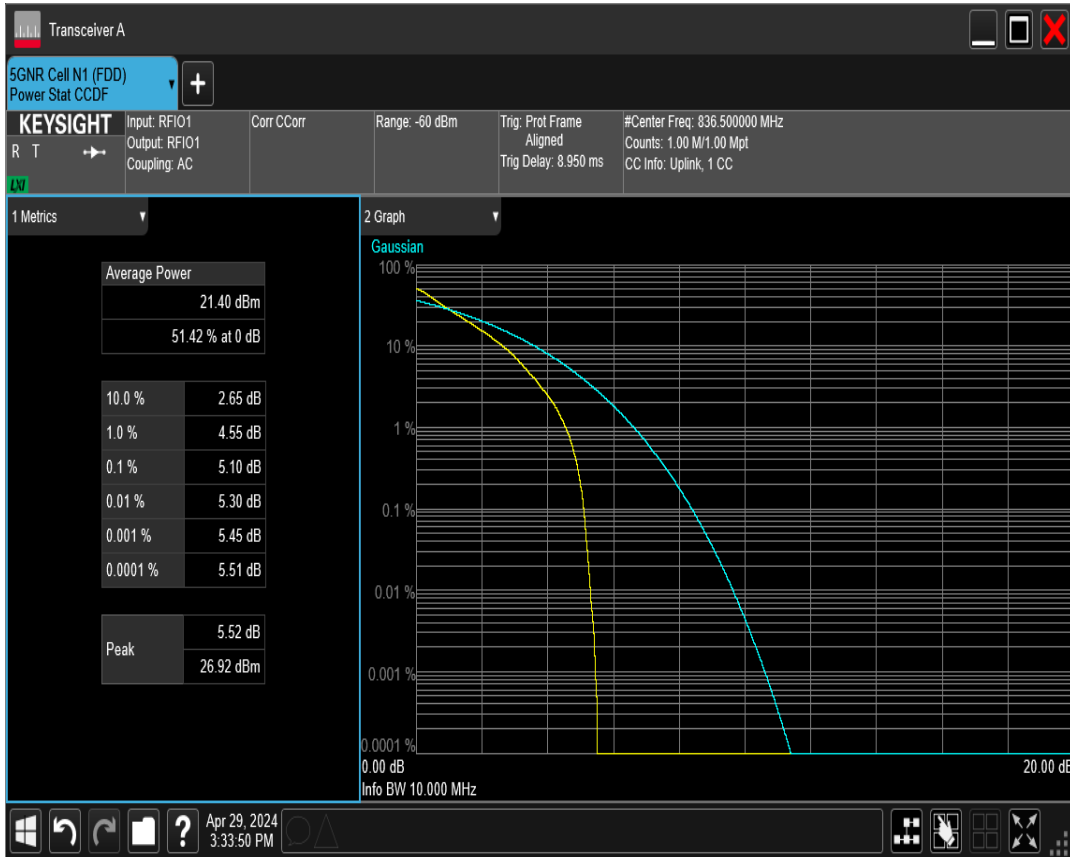 Transceiver A
5GNR Cell N1 (FDD)
Power Stat CCDF
+
KEYSIGHT
R T
LXI
Input: RFIO1
Output: RFIO1
Coupling: AC
Corr CCorr
Range: -60 dBm
Trig: Prot Frame
Aligned
Trig Delay: 8.950 ms
#Center Freq: 836.500000 MHz
Counts: 1.00 M/1.00 Mpt
CC Info: Uplink, 1 CC
1 Metrics
Average Power
21.40 dBm
51.42 % at 0 dB
10.0 % 2.65 dB
1.0 % 4.55 dB
0.1 % 5.10 dB
0.01 % 5.30 dB
0.001 % 5.45 dB
0.0001 % 5.51 dB
Peak
5.52 dB
26.92 dBm
2 Graph
Gaussian
100 %
10 %
1 %
0.1 %
0.01 %
0.001 %
0.0001 %
0.00 dB 20.00 dB
Info BW 10.000 MHz
?
Apr 29, 2024
3:33:50 PM